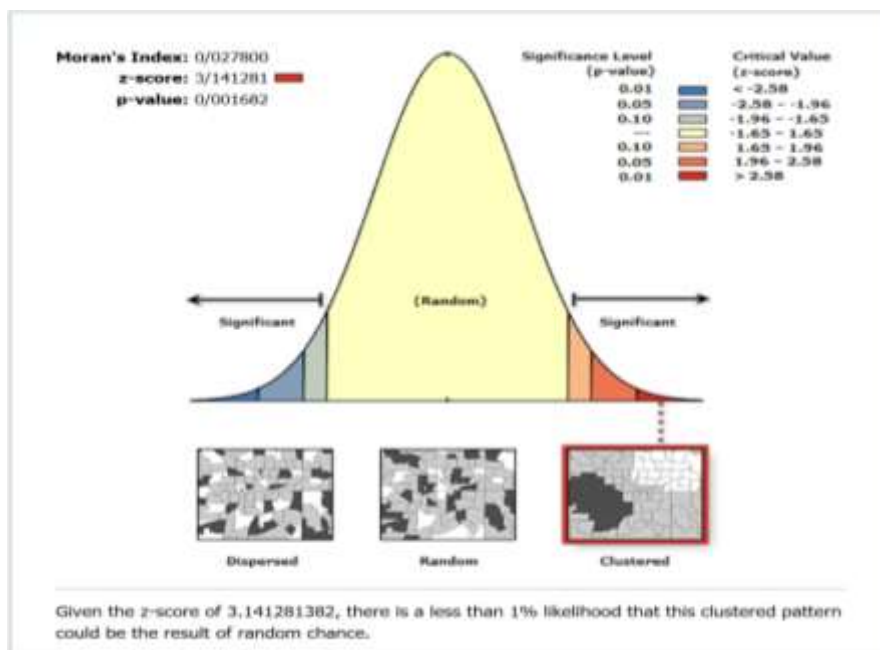 Moran's Index: 0/027800
z-score: 3/141281
p-value: 0/001682
Significance Level
(p-value)
Critical Value
(z-score)
0.01 < -2.58
0.05 -2.58 - -1.96
0.10 -1.96 - -1.65
--- -1.65 - 1.65
0.10 1.65 - 1.96
0.05 1.96 - 2.58
0.01 > 2.58
(Random)
Significant Significant
Dispersed Random Clustered
Given the z-score of 3.141281382, there is a less than 1% likelihood that this clustered pattern
could be the result of random chance.